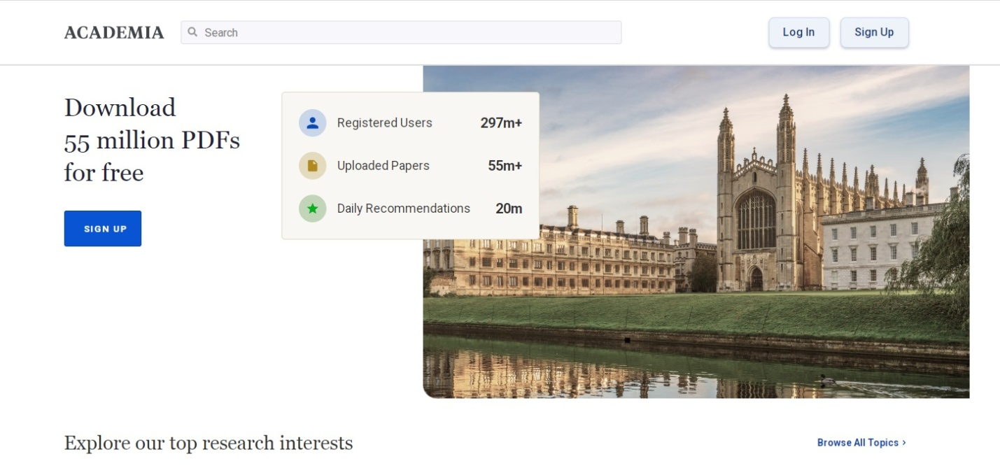 ACADEMIA
Search
Log In
Sign Up
Download
55 million PDFs
for free
SIGN UP
Registered Users 297m+
Uploaded Papers 55m+
Daily Recommendations 20m
Explore our top research interests
Browse All Topics